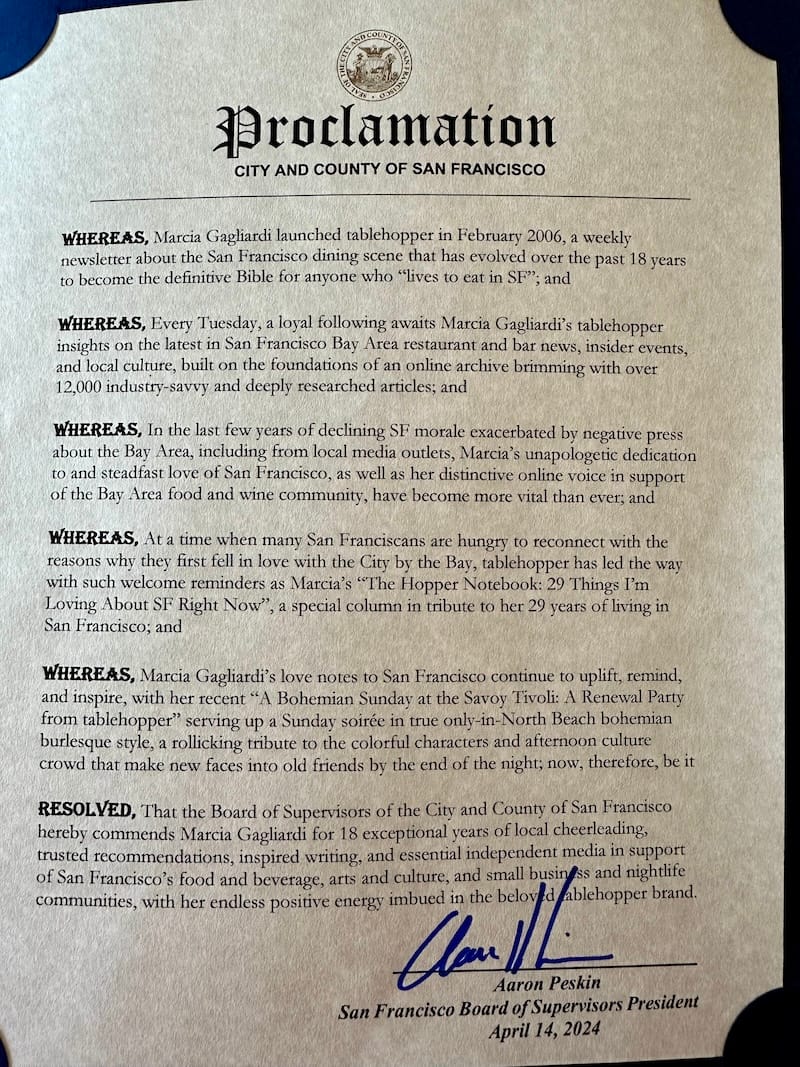 SEAL OF THE CITY AND COUNTY OF SAN FRANCISCO
Proclamation
CITY AND COUNTY OF SAN FRANCISCO
WHEREAS, Marcia Gagliardi launched tablehopper in February 2006, a weekly
newsletter about the San Francisco dining scene that has evolved over the past 18 years
to become the definitive Bible for anyone who “lives to eat in SF”; and
WHEREAS, Every Tuesday, a loyal following awaits Marcia Gagliardi’s tablehopper
insights on the latest in San Francisco Bay Area restaurant and bar news, insider events,
and local culture, built on the foundations of an online archive brimming with over
12,000 industry-savvy and deeply researched articles; and
WHEREAS, In the last few years of declining SF morale exacerbated by negative press
about the Bay Area, including from local media outlets, Marcia’s unapologetic dedication
to and steadfast love of San Francisco, as well as her distinctive online voice in support
of the Bay Area food and wine community, have become more vital than ever; and
WHEREAS, At a time when many San Franciscans are hungry to reconnect with the
reasons why they first fell in love with the City by the Bay, tablehopper has led the way
with such welcome reminders as Marcia’s “The Hopper Notebook: 29 Things I’m
Loving About SF Right Now”, a special column in tribute to her 29 years of living in
San Francisco; and
WHEREAS, Marcia Gagliardi’s love notes to San Francisco continue to uplift, remind,
and inspire, with her recent “A Bohemian Sunday at the Savoy Tivoli: A Renewal Party
from tablehopper” serving up a Sunday soirée in true only-in-North Beach bohemian
burlesque style, a rollicking tribute to the colorful characters and afternoon culture
crowd that make new faces into old friends by the end of the night; now, therefore, be it
RESOLVED, That the Board of Supervisors of the City and County of San Francisco
hereby commends Marcia Gagliardi for 18 exceptional years of local cheerleading,
trusted recommendations, inspired writing, and essential independent media in support
of San Francisco’s food and beverage, arts and culture, and small business and nightlife
communities, with her endless positive energy imbued in the beloved tablehopper brand.
Aaron Peskin
San Francisco Board of Supervisors President
April 14, 2024